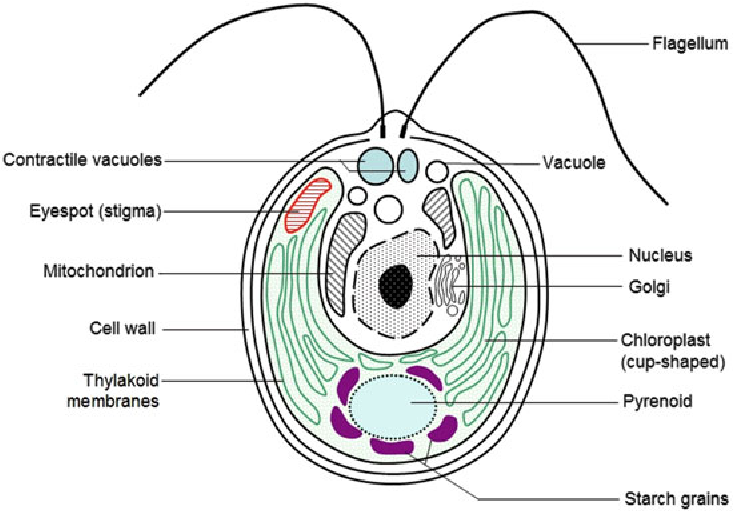 Flagellum
Contractile vacuoles
Vacuole
Eyespot (stigma)
Nucleus
Mitochondrion
Golgi
Cell wall
Chloroplast
(cup-shaped)
Thylakoid
membranes
Pyrenoid
Starch grains